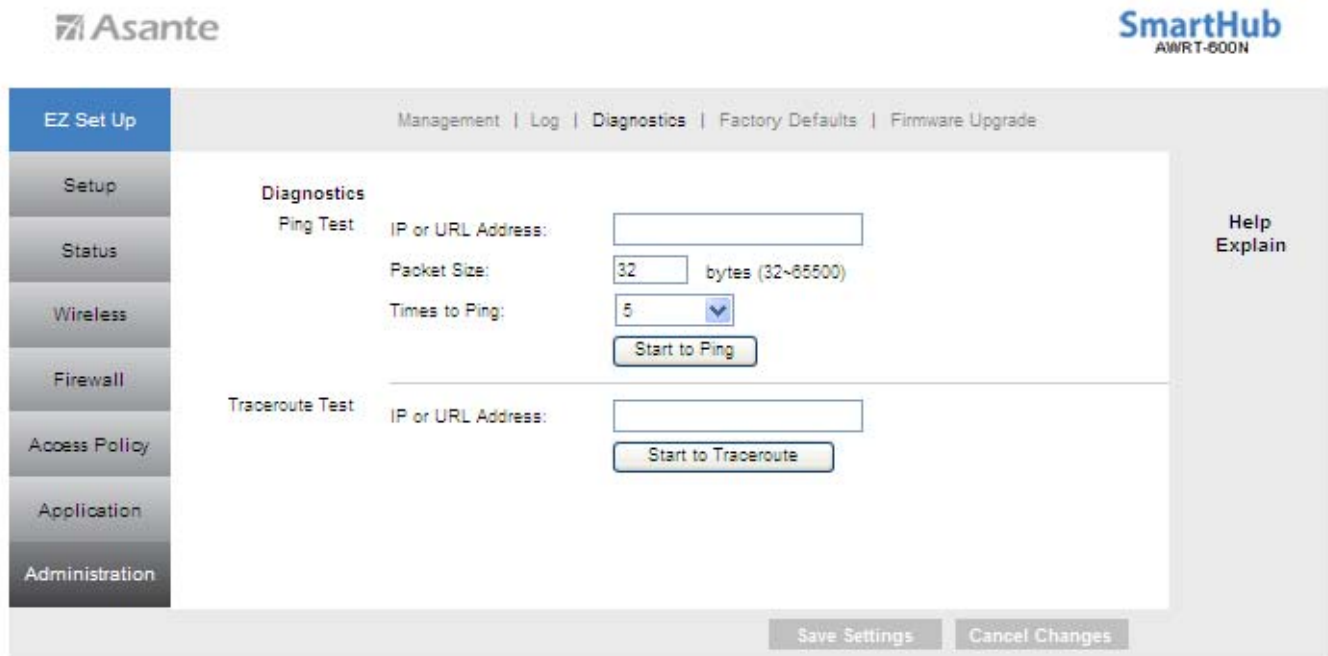 Asante
SmartHub
AWRT-600N
EZ Set Up
Management | Log | Diagnostics | Factory Defaults | Firmware Upgrade
Setup
Status
Wireless
Firewall
Access Policy
Application
Administration
Diagnostics
Ping Test
IP or URL Address:
Packet Size: 32 bytes (32~65500)
Times to Ping: 5
Start to Ping
Traceroute Test
IP or URL Address:
Start to Traceroute
Help
Explain
Save Settings Cancel Changes